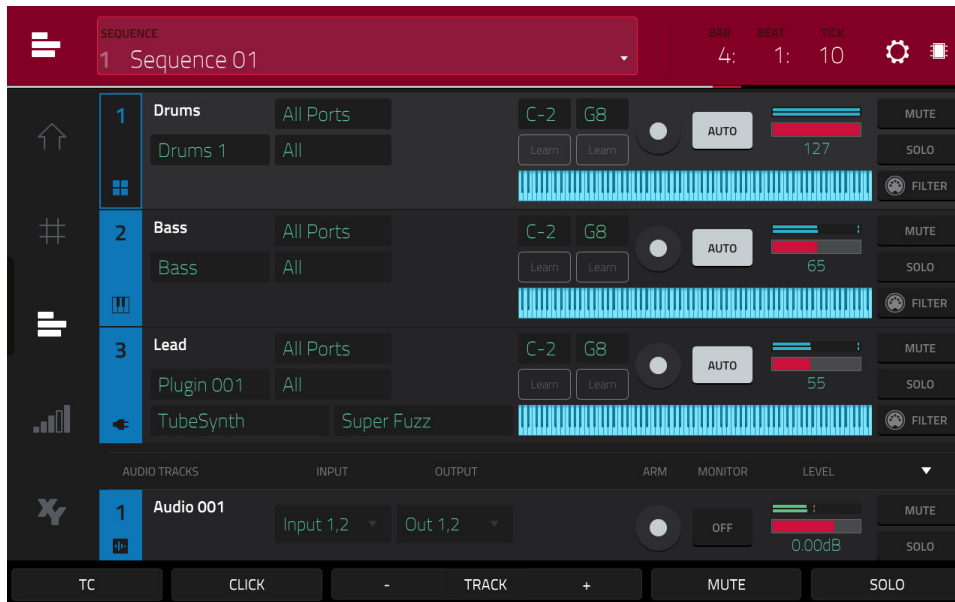 SEQUENCE BAR BEAT TICK
1 Sequence 01 4: 1: 10
1 Drums All Ports C-2 G8 AUTO MUTE
Drums 1 All Learn Learn 127 SOLO
FILTER
2 Bass All Ports C-2 G8 AUTO MUTE
Bass All Learn Learn 65 SOLO
FILTER
3 Lead All Ports C-2 G8 AUTO MUTE
Plugin 001 All Learn Learn 55 SOLO
TubeSynth Super Fuzz FILTER
AUDIO TRACKS INPUT OUTPUT ARM MONITOR LEVEL
1 Audio 001 Input 1,2 Out 1,2 OFF MUTE
0.00dB SOLO
XY
TC CLICK - TRACK + MUTE SOLO